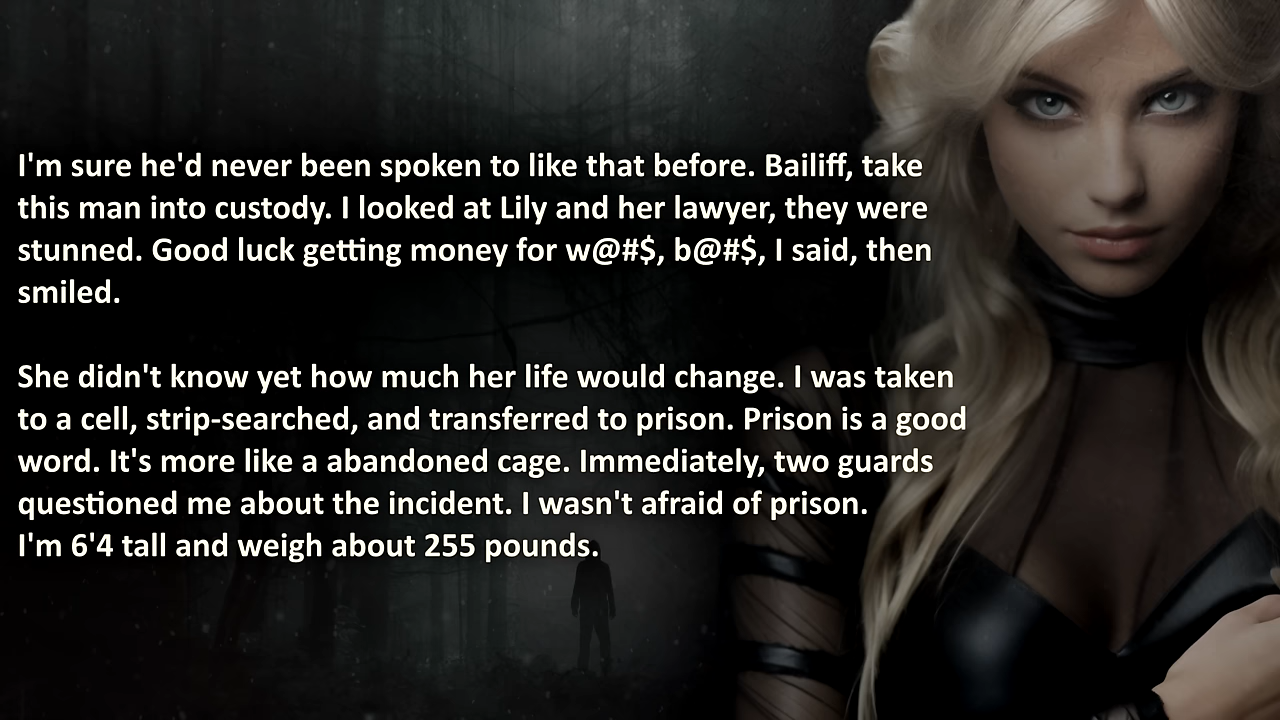 I'm sure he'd never been spoken to like that before. Bailiff, take
this man into custody. I looked at Lily and her lawyer, they were
stunned. Good luck getting money for w@#$, b@#$, I said, then
smiled.
She didn't know yet how much her life would change. I was taken
to a cell, strip-searched, and transferred to prison. Prison is a good
word. It's more like a abandoned cage. Immediately, two guards
questioned me about the incident. I wasn't afraid of prison.
I'm 6'4 tall and weigh about 255 pounds.